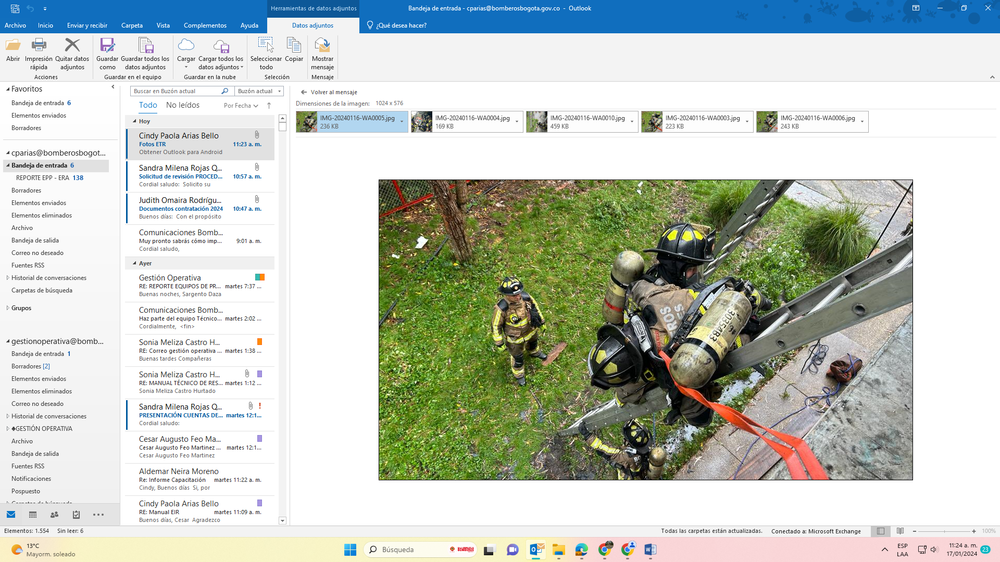 Herramientas de datos adjuntos
Bandeja de entrada - cparias@bomberosbogota.gov.co - Outlook
Archivo Inicio Enviar y recibir Carpeta Vista Complementos Ayuda Datos adjuntos ¿Qué desea hacer?
Abrir
Impresión rápida
Quitar datos adjuntos
Guardar como
Guardar todos los datos adjuntos
Cargar
Cargar todos los datos adjuntos
Seleccionar todo
Copiar
Mostrar mensaje
Acciones Guardar en el equipo Guardar en la nube Selección Mensaje
Favoritos
Bandeja de entrada 6
Elementos enviados
Borradores
cparias@bomberosbogot...
Bandeja de entrada 6
REPORTE EPP - ERA 138
Borradores
Elementos enviados
Elementos eliminados
Archivo
Bandeja de salida
Correo no deseado
Fuentes RSS
Historial de conversaciones
Carpetas de búsqueda
Grupos
gestionoperativa@bomb...
Bandeja de entrada 1
Borradores [2]
Elementos enviados
Elementos eliminados
Correo no deseado
Historial de conversaciones
♣GESTIÓN OPERATIVA
Archivo
Bandeja de salida
Fuentes RSS
Notificaciones
Pospuesto
Buscar en Buzón actual Buzón actual
Todo No leídos Por Fecha
Hoy
Cindy Paola Arias Bello
Fotos ETR 11:23 a. m.
Obtener Outlook para Android
Sandra Milena Rojas Q...
Solicitud de revisión PROCED... 10:57 a. m.
Cordial saludo: Solicito su
Judith Omaira Rodrígu...
Documentos contratación 2024 10:47 a. m.
Buenos días: Con el propósito
Comunicaciones Bomb...
Muy pronto sabrás cómo imp... 9:01 a. m.
Cordial saludo,
Ayer
Gestión Operativa
RE: REPORTE EQUIPOS DE PR... martes 7:37 ...
Buenas noches, Sargento Daza
Comunicaciones Bomb...
Haz parte del equipo Técnico... martes 2:02 ...
Cordialmente, <fin>
Sonia Meliza Castro H...
RE: Correo gestión operativa ... martes 1:38 ...
Buenas tardes Compañeras
Sonia Meliza Castro H...
RE: MANUAL TÉCNICO DE RES... martes 1:12 ...
Sonia Meliza Castro Hurtado
Sandra Milena Rojas Q...
PRESENTACIÓN CUENTAS DE... martes 12:1...
Cordial saludo:
Cesar Augusto Feo Ma...
Cesar Augusto Feo Martinez ... martes 12:1...
Cesar Augusto Feo Martinez
Aldemar Neira Moreno
Re: Informe Capacitación martes 11:22 a. m.
Cindy, Buenos días Si, por
Cindy Paola Arias Bello
RE: Manual EIR martes 11:09 a. m.
Buenos días, Cesar Agradezco
Volver al mensaje
Dimensiones de la imagen: 1024 x 576
IMG-20240116-WA0005.jpg
236 KB
IMG-20240116-WA0004.jpg
169 KB
IMG-20240116-WA0010.jpg
459 KB
IMG-20240116-WA0003.jpg
223 KB
IMG-20240116-WA0006.jpg
243 KB
Elementos: 1.554 Sin leer: 6
Todas las carpetas están actualizadas. Conectado a: Microsoft Exchange 100%
13°C
Mayorm. soleado
Búsqueda
BOMBEROS
ESP
LAA
11:24 a. m.
17/01/2024
23